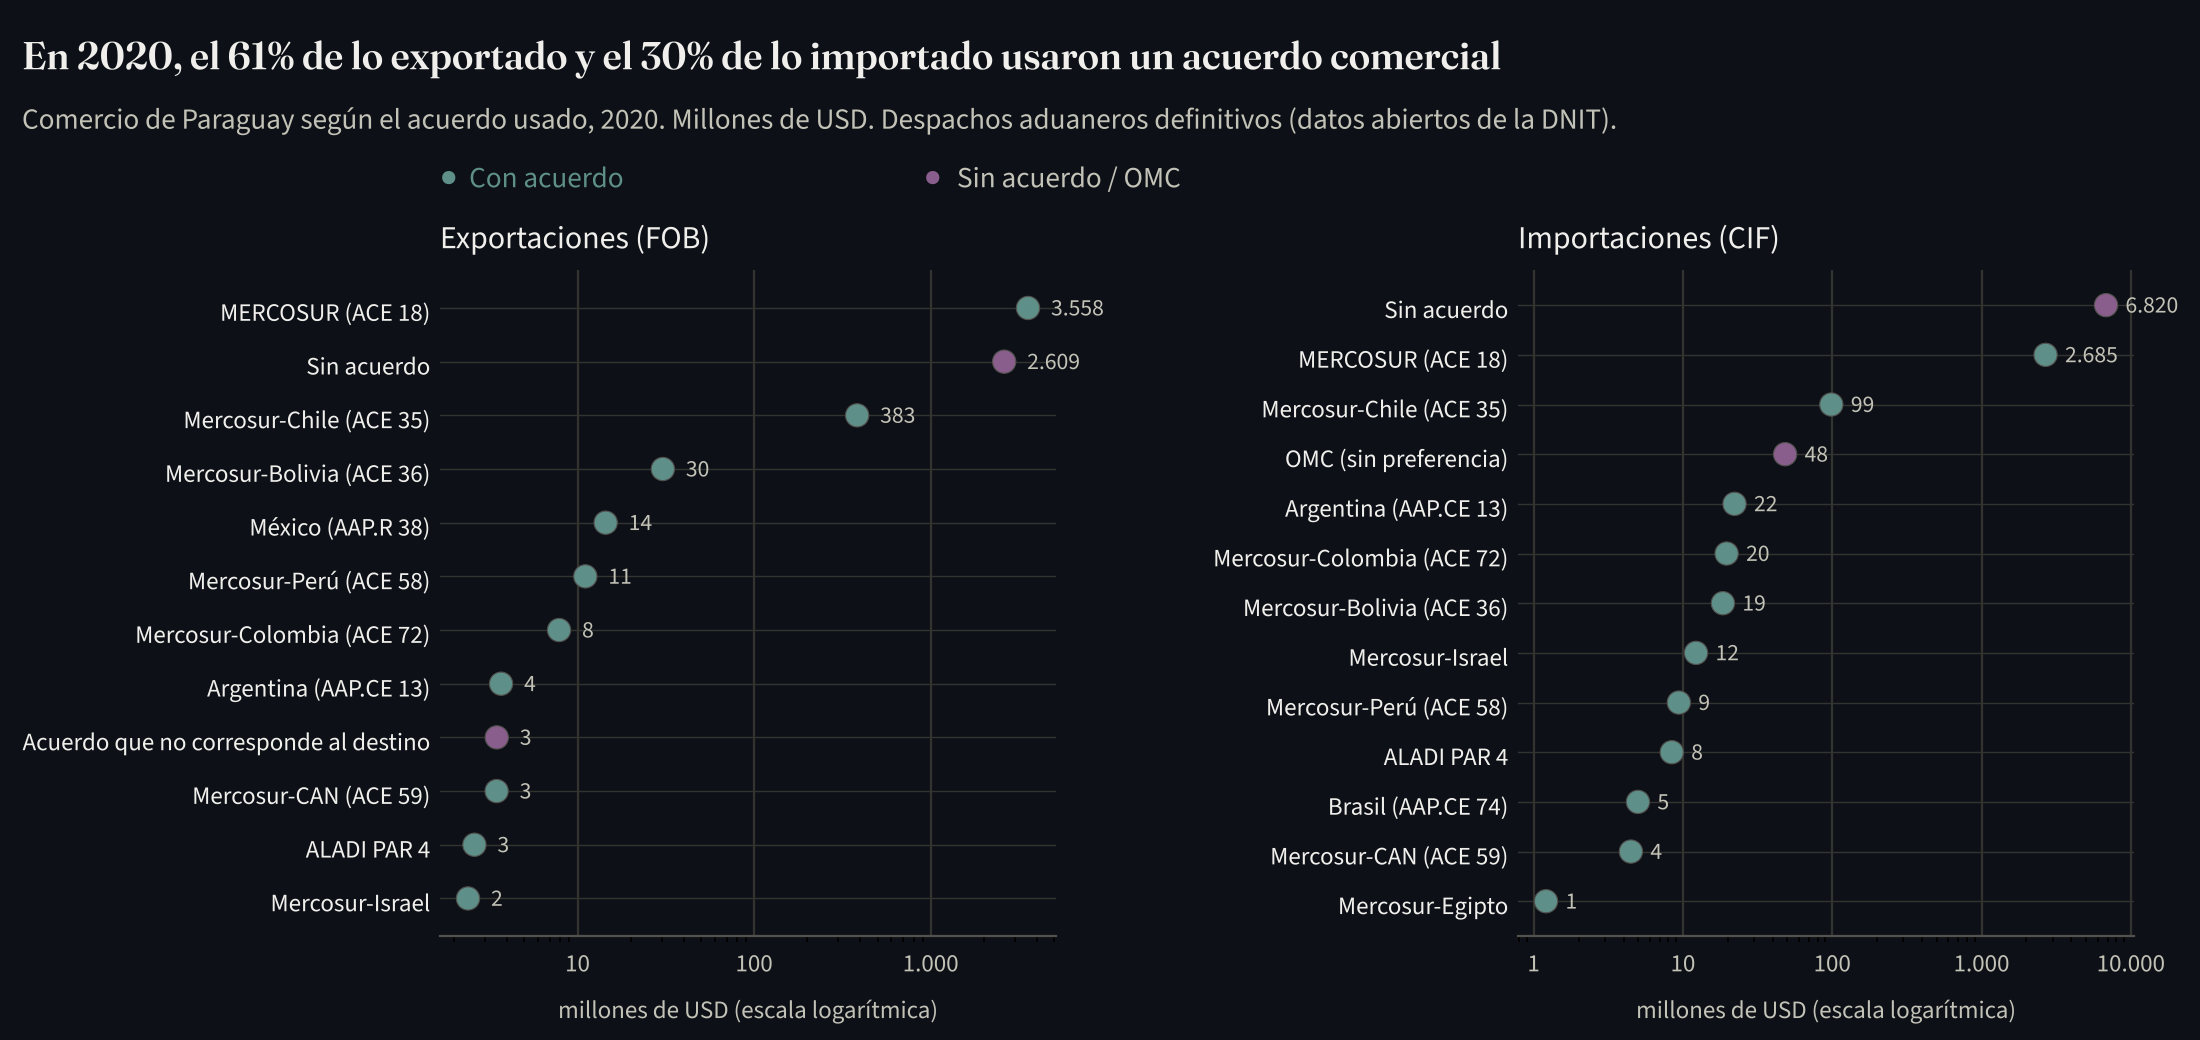 En 2020, el 61% de lo exportado y el 30% de lo importado usaron un acuerdo comercial
Comercio de Paraguay según el acuerdo usado, 2020. Millones de USD. Despachos aduaneros definitivos (datos abiertos de la DNIT).
Con acuerdo
Sin acuerdo / OMC
Exportaciones (FOB)
MERCOSUR (ACE 18) 3.558
Sin acuerdo 2.609
Mercosur-Chile (ACE 35) 383
Mercosur-Bolivia (ACE 36) 30
México (AAP.R 38) 14
Mercosur-Perú (ACE 58) 11
Mercosur-Colombia (ACE 72) 8
Argentina (AAP.CE 13) 4
Acuerdo que no corresponde al destino 3
Mercosur-CAN (ACE 59) 3
ALADI PAR 4 3
Mercosur-Israel 2
10 100 1.000
millones de USD (escala logarítmica)
Importaciones (CIF)
Sin acuerdo 6.820
MERCOSUR (ACE 18) 2.685
Mercosur-Chile (ACE 35) 99
OMC (sin preferencia) 48
Argentina (AAP.CE 13) 22
Mercosur-Colombia (ACE 72) 20
Mercosur-Bolivia (ACE 36) 19
Mercosur-Israel 12
Mercosur-Perú (ACE 58) 9
ALADI PAR 4 8
Brasil (AAP.CE 74) 5
Mercosur-CAN (ACE 59) 4
Mercosur-Egipto 1
1 10 100 1.000 10.000
millones de USD (escala logarítmica)